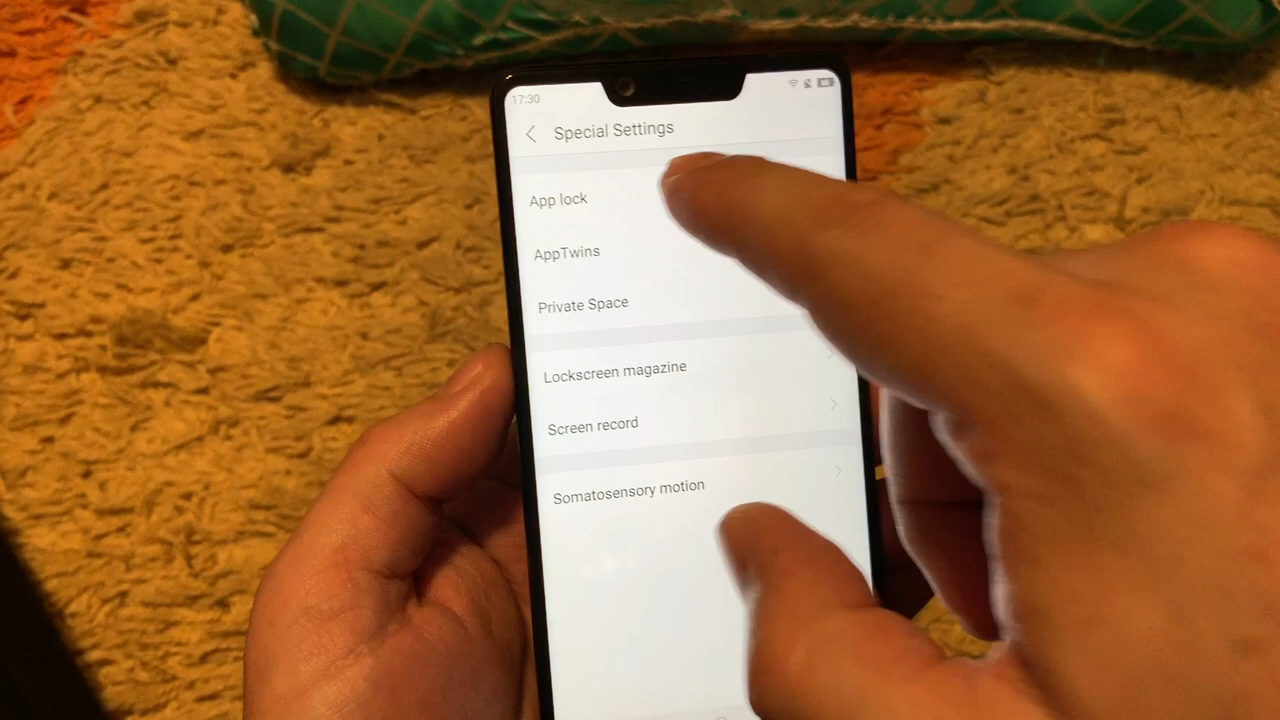 17:30
Special Settings
App lock
AppTwins
Private Space
Lockscreen magazine
Screen record
Somatosensory motion